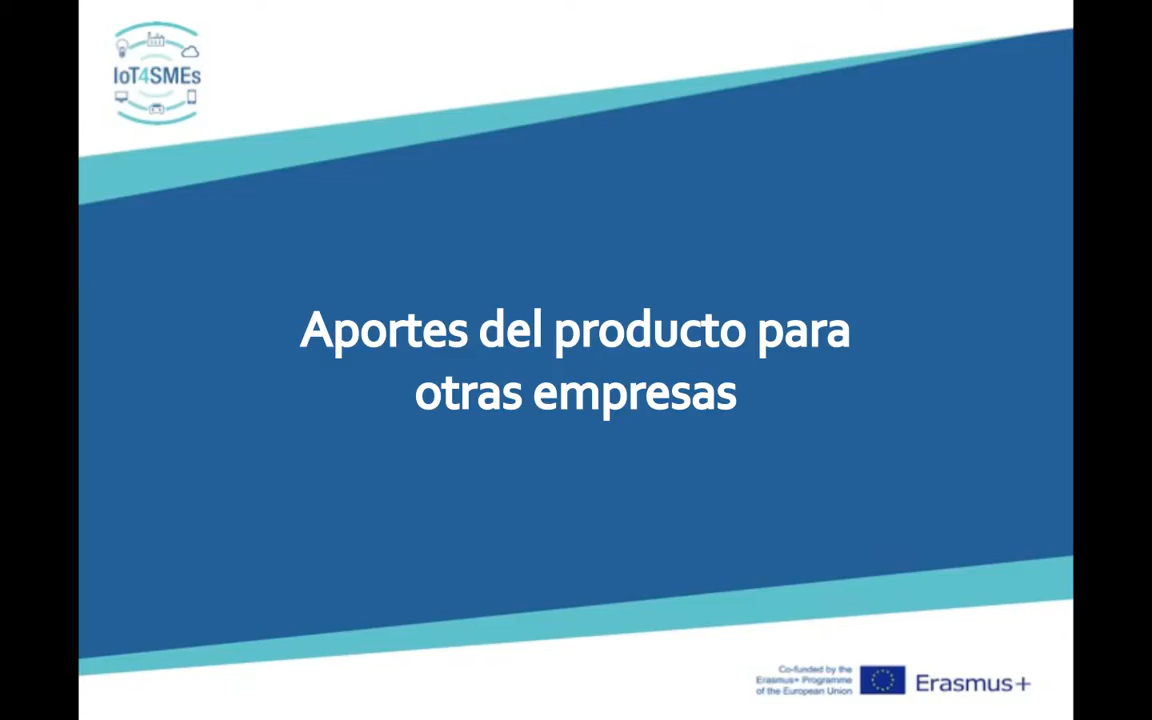 IoT4SMEs
Aportes del producto para
otras empresas
Co-funded by the
Erasmus+ Programme
of the European Union
Erasmus+